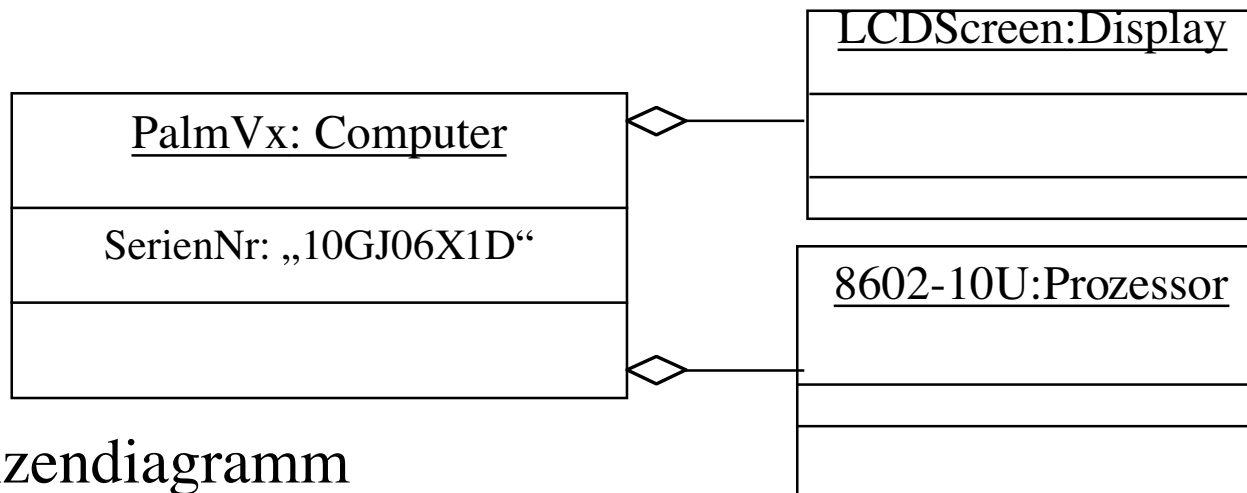 LCDScreen:Display
PalmVx: Computer
SerienNr: „10GJ06X1D“
8602-10U:Prozessor
zendiagramm